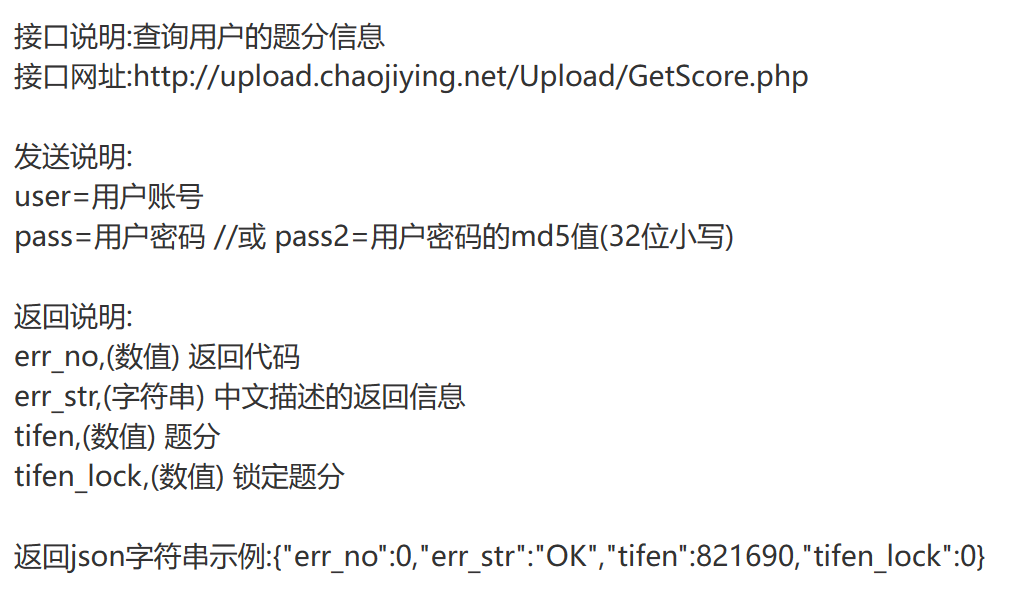 接口说明:查询用户的题分信息
接口网址:http://upload.chaojiying.net/Upload/GetScore.php
发送说明:
user=用户账号
pass=用户密码 //或 pass2=用户密码的md5值(32位小写)
返回说明:
err_no,(数值) 返回代码
err_str,(字符串) 中文描述的返回信息
tifen,(数值) 题分
tifen_lock,(数值) 锁定题分
返回json字符串示例:{"err_no":0,"err_str":"OK","tifen":821690,"tifen_lock":0}